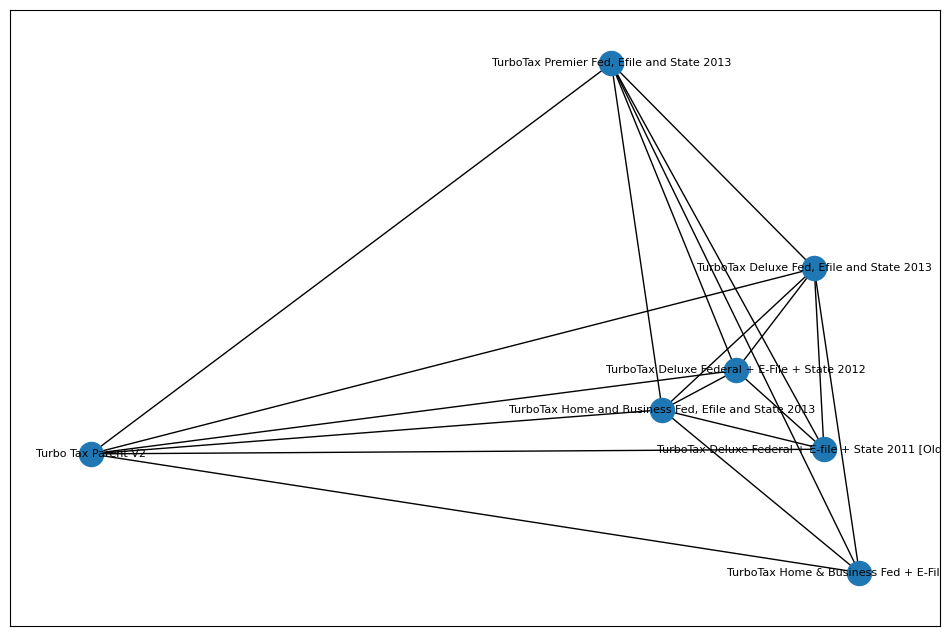 TurboTax Premier Fed, Efile and State 2013
TurboTax Deluxe Fed, Efile and State 2013
TurboTax Deluxe Federal + E-File + State 2012
TurboTax Home and Business Fed, Efile and State 2013
TurboTax Deluxe Federal + E-file + State 2011 [Old
Turbo Tax Parent V2
TurboTax Home & Business Fed + E-Fil